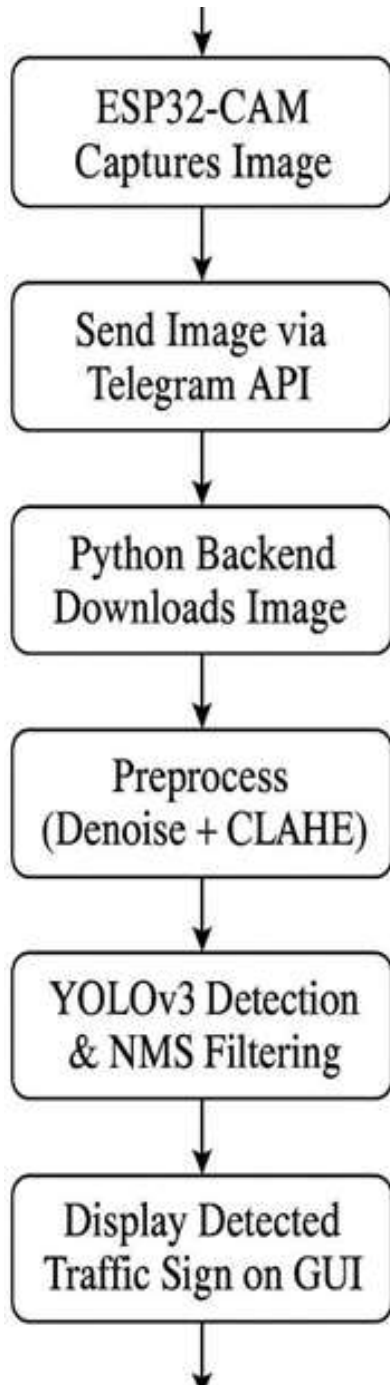 ESP32-CAM
Captures Image
Send Image via
Telegram API
Python Backend
Downloads Image
Preprocess
(Denoise + CLAHE)
YOLOv3 Detection
& NMS Filtering
Display Detected
Traffic Sign on GUI